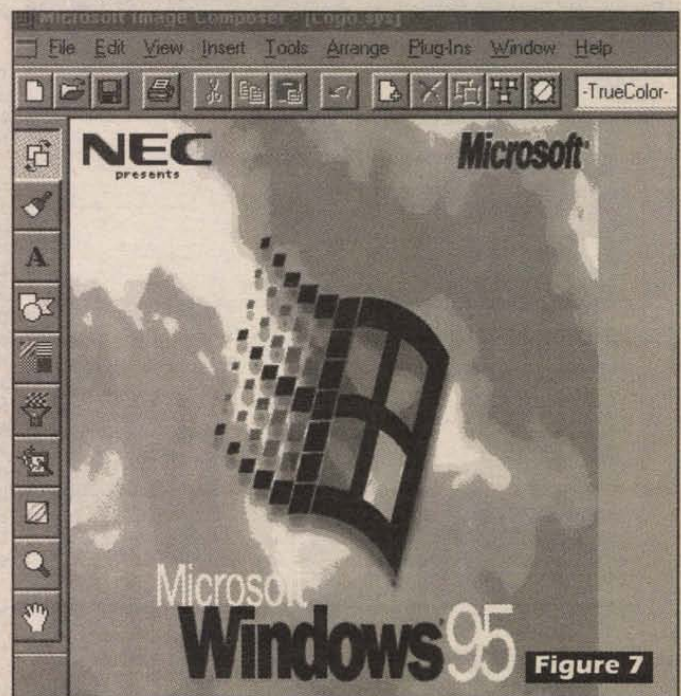 Microsoft Image Composer - [Logo.sys]
File Edit View Insert Tools Arrange Plug-Ins Window Help
-TrueColor-
A
NEC
presents
Microsoft
Microsoft
Windows 95
Figure 7